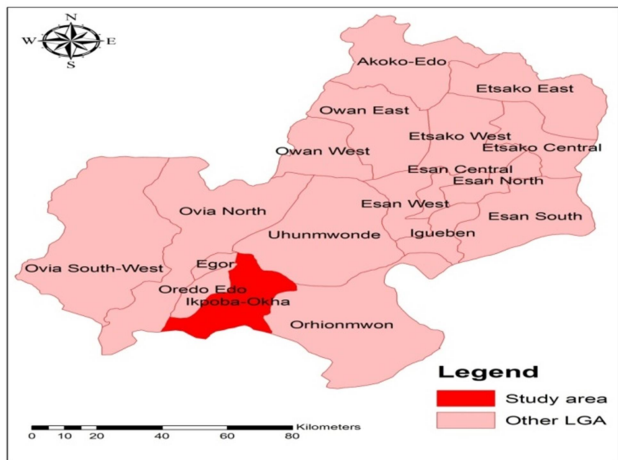 N
W E
S
Akoko-Edo
Etsako East
Owan East
Etsako West
Owan West
Etsako Central
Esan Central
Esan North
Esan West
Ovia North
Esan South
Uhunmwonde
Igueben
Egor
Ovia South-West
Oredo Edo
Ikpoba-Okha
Orhionmwon
Legend
Study area
Other LGA
Kilometers
0 5 10 20 40 60 80